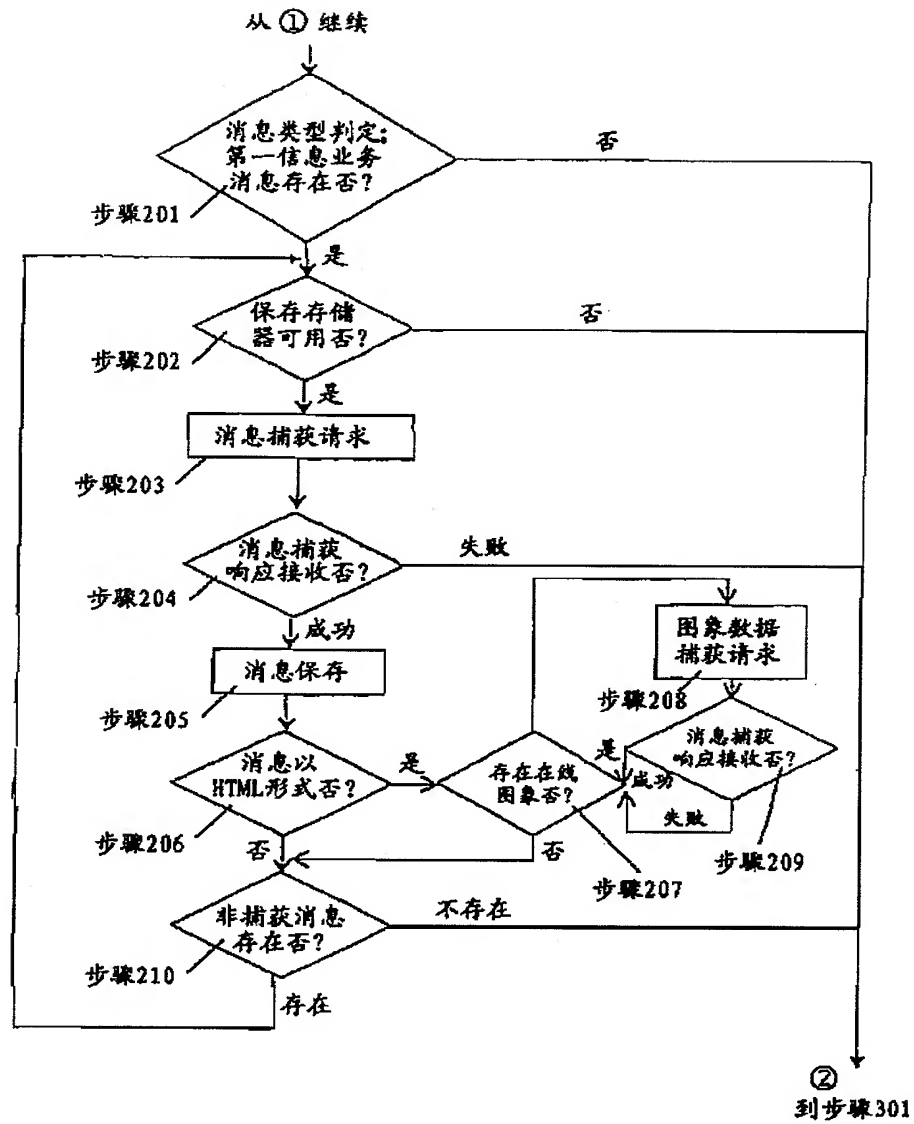 从 ① 继续
消息类型判定:
第一信息业务
消息存在否?
否
步骤201
是
保存存储
器可用否?
否
步骤202
是
消息捕获请求
步骤203
消息捕获
响应接收否?
失败
步骤204
成功
消息保存
步骤205
图象数据
捕获请求
步骤208
消息以
HTML形式否?
是
步骤206
否
存在在线
图象否?
是
否
步骤207
消息捕获
响应接收否?
成功
失败
步骤209
非捕获消息
存在否?
不存在
步骤210
存在
②
到步骤301